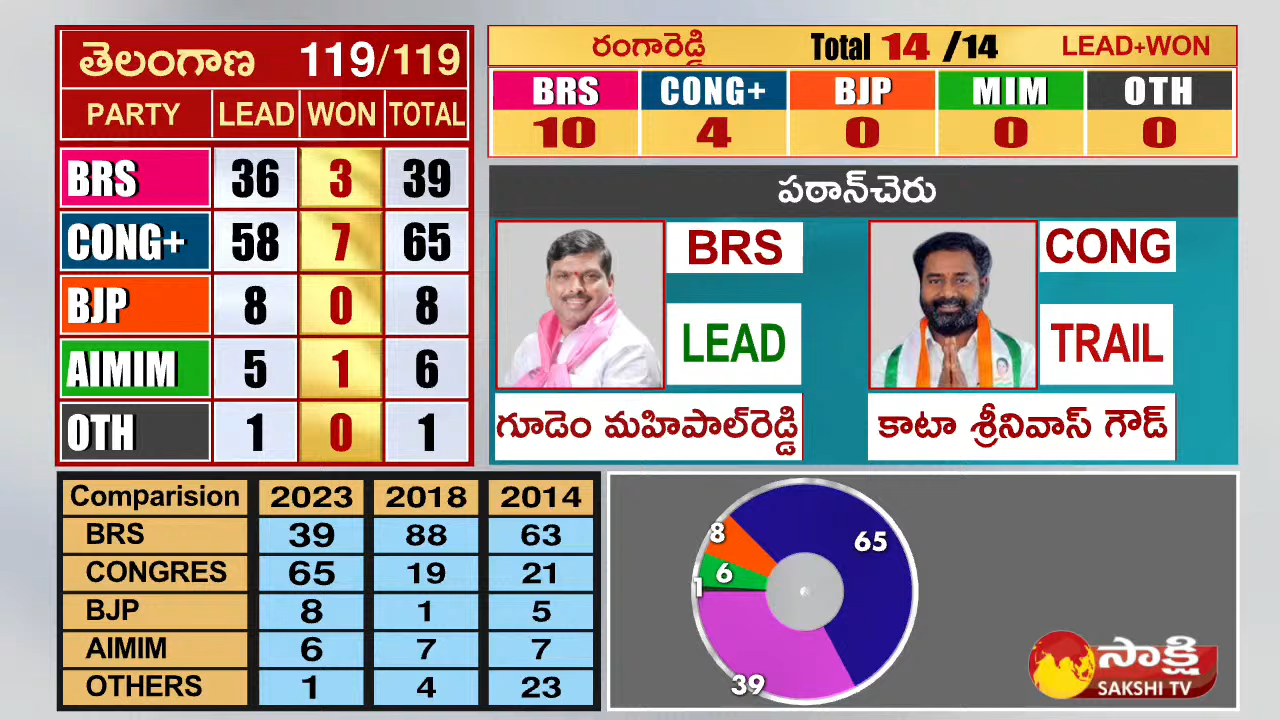 తెలంగాణ 119/119
PARTY LEAD WON TOTAL
BRS 36 3 39
CONG+ 58 7 65
BJP 8 0 8
AIMIM 5 1 6
OTH 1 0 1
రంగారెడ్డి Total 14 /14 LEAD+WON
BRS CONG+ BJP MIM OTH
10 4 0 0 0
పఠాన్‌చెరు
BRS
LEAD
గూడెం మహిపాల్‌రెడ్డి
CONG
TRAIL
కాటా శ్రీనివాస్ గౌడ్
Comparision 2023 2018 2014
BRS 39 88 63
CONGRES 65 19 21
BJP 8 1 5
AIMIM 6 7 7
OTHERS 1 4 23
8
65
6
1
39
సాక్షి
SAKSHI TV